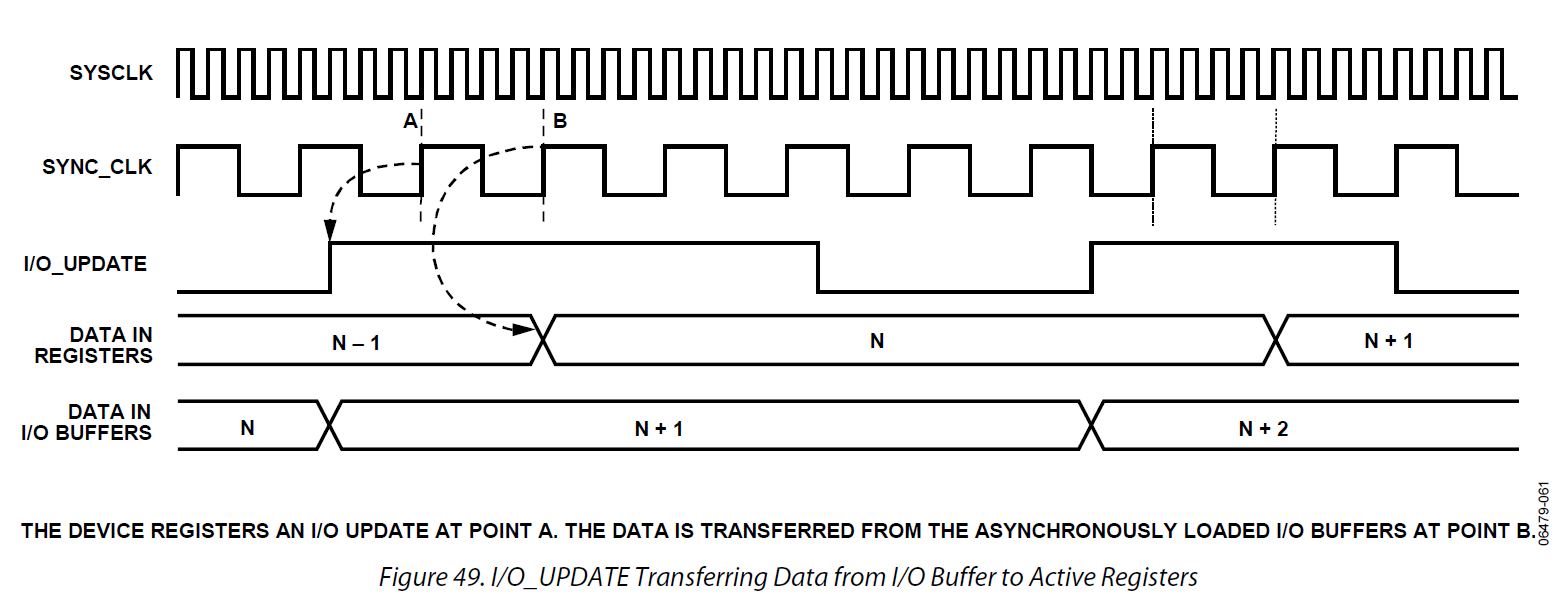 SYSCLK
A
B
SYNC_CLK
I/O_UPDATE
DATA IN
REGISTERS
N – 1
N
N + 1
DATA IN
I/O BUFFERS
N
N + 1
N + 2
THE DEVICE REGISTERS AN I/O UPDATE AT POINT A. THE DATA IS TRANSFERRED FROM THE ASYNCHRONOUSLY LOADED I/O BUFFERS AT POINT B.
06479-061
Figure 49. I/O_UPDATE Transferring Data from I/O Buffer to Active Registers